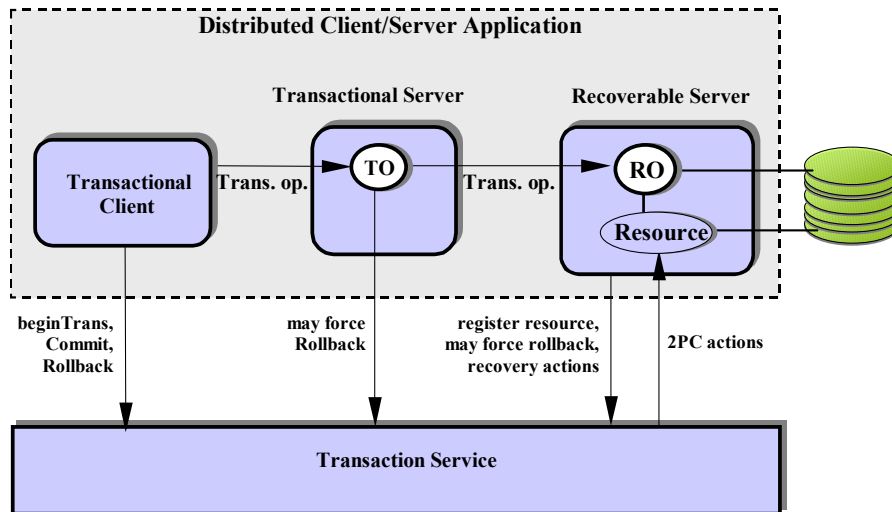 Distributed Client/Server Application
Transactional Server
Recoverable Server
Transactional
Client
Trans. op.
TO
Trans. op.
RO
Resource
beginTrans,
Commit,
Rollback
may force
Rollback
register resource,
may force rollback,
recovery actions
2PC actions
Transaction Service